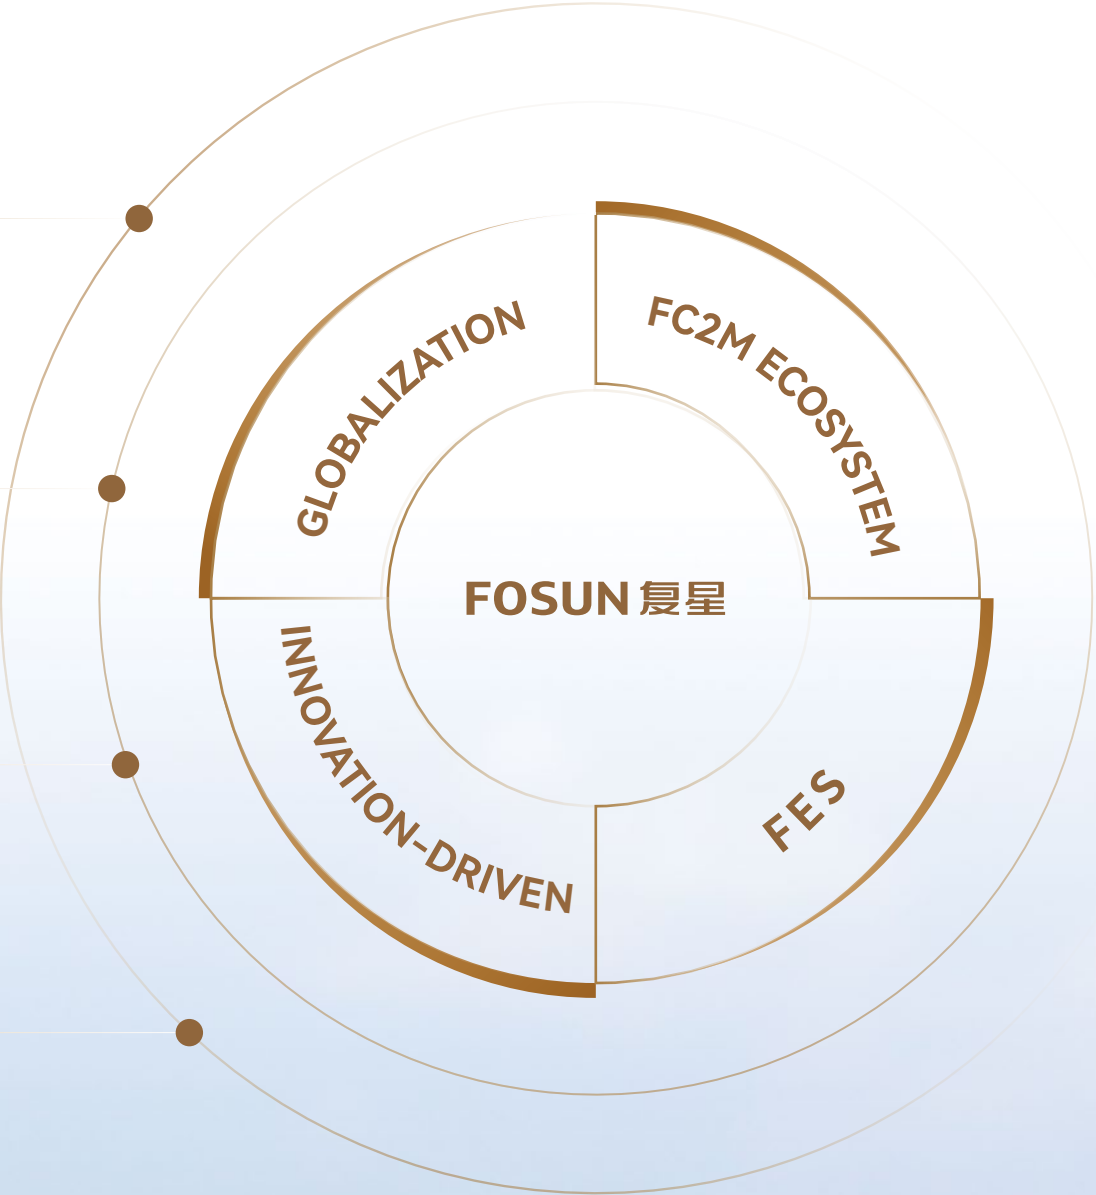 GLOBALIZATION
FC2M ECOSYSTEM
FOSUN 复星
INNOVATION-DRIVEN
FES